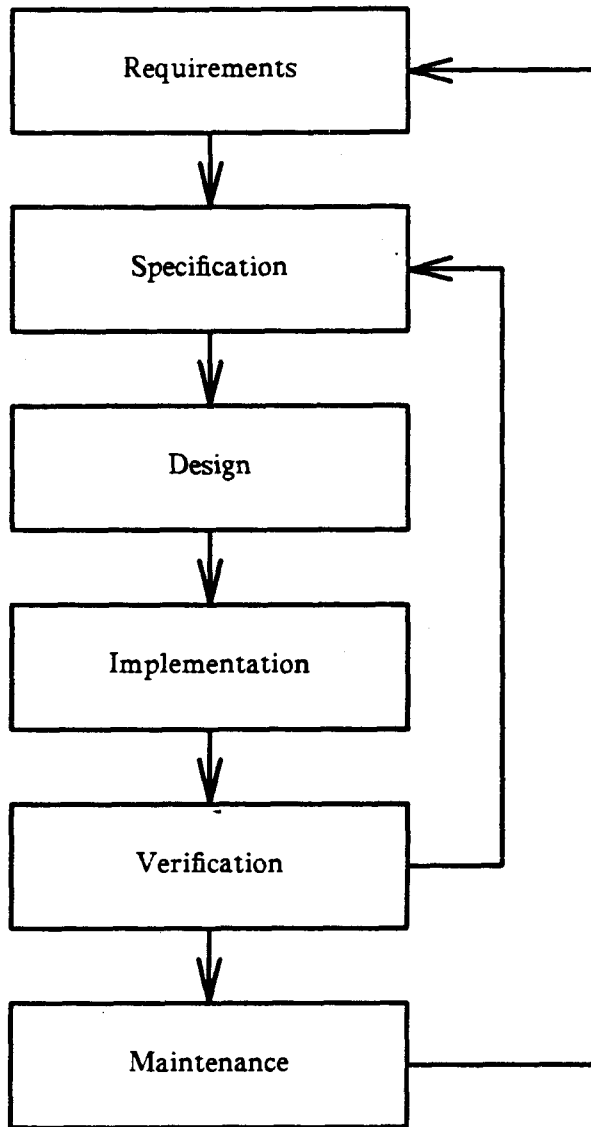 Requirements
Specification
Design
Implementation
Verification
Maintenance